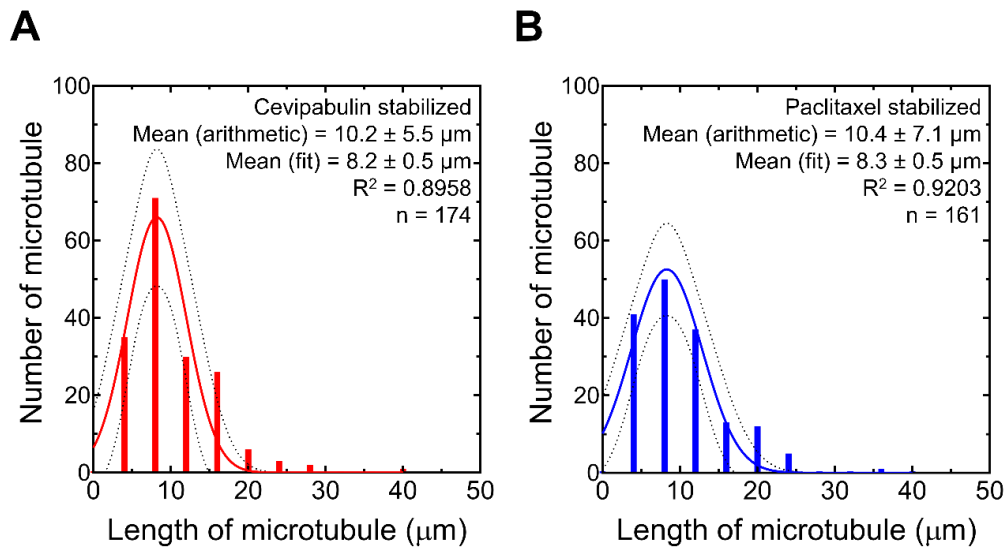 A
Number of microtubule
100
80
60
40
20
0
Cevipabulin stabilized
Mean (arithmetic) = 10.2 ± 5.5 µm
Mean (fit) = 8.2 ± 0.5 µm
R² = 0.8958
n = 174
0 10 20 30 40 50
Length of microtubule (μm)
B
Number of microtubule
100
80
60
40
20
0
Paclitaxel stabilized
Mean (arithmetic) = 10.4 ± 7.1 µm
Mean (fit) = 8.3 ± 0.5 µm
R² = 0.9203
n = 161
0 10 20 30 40 50
Length of microtubule (μm)